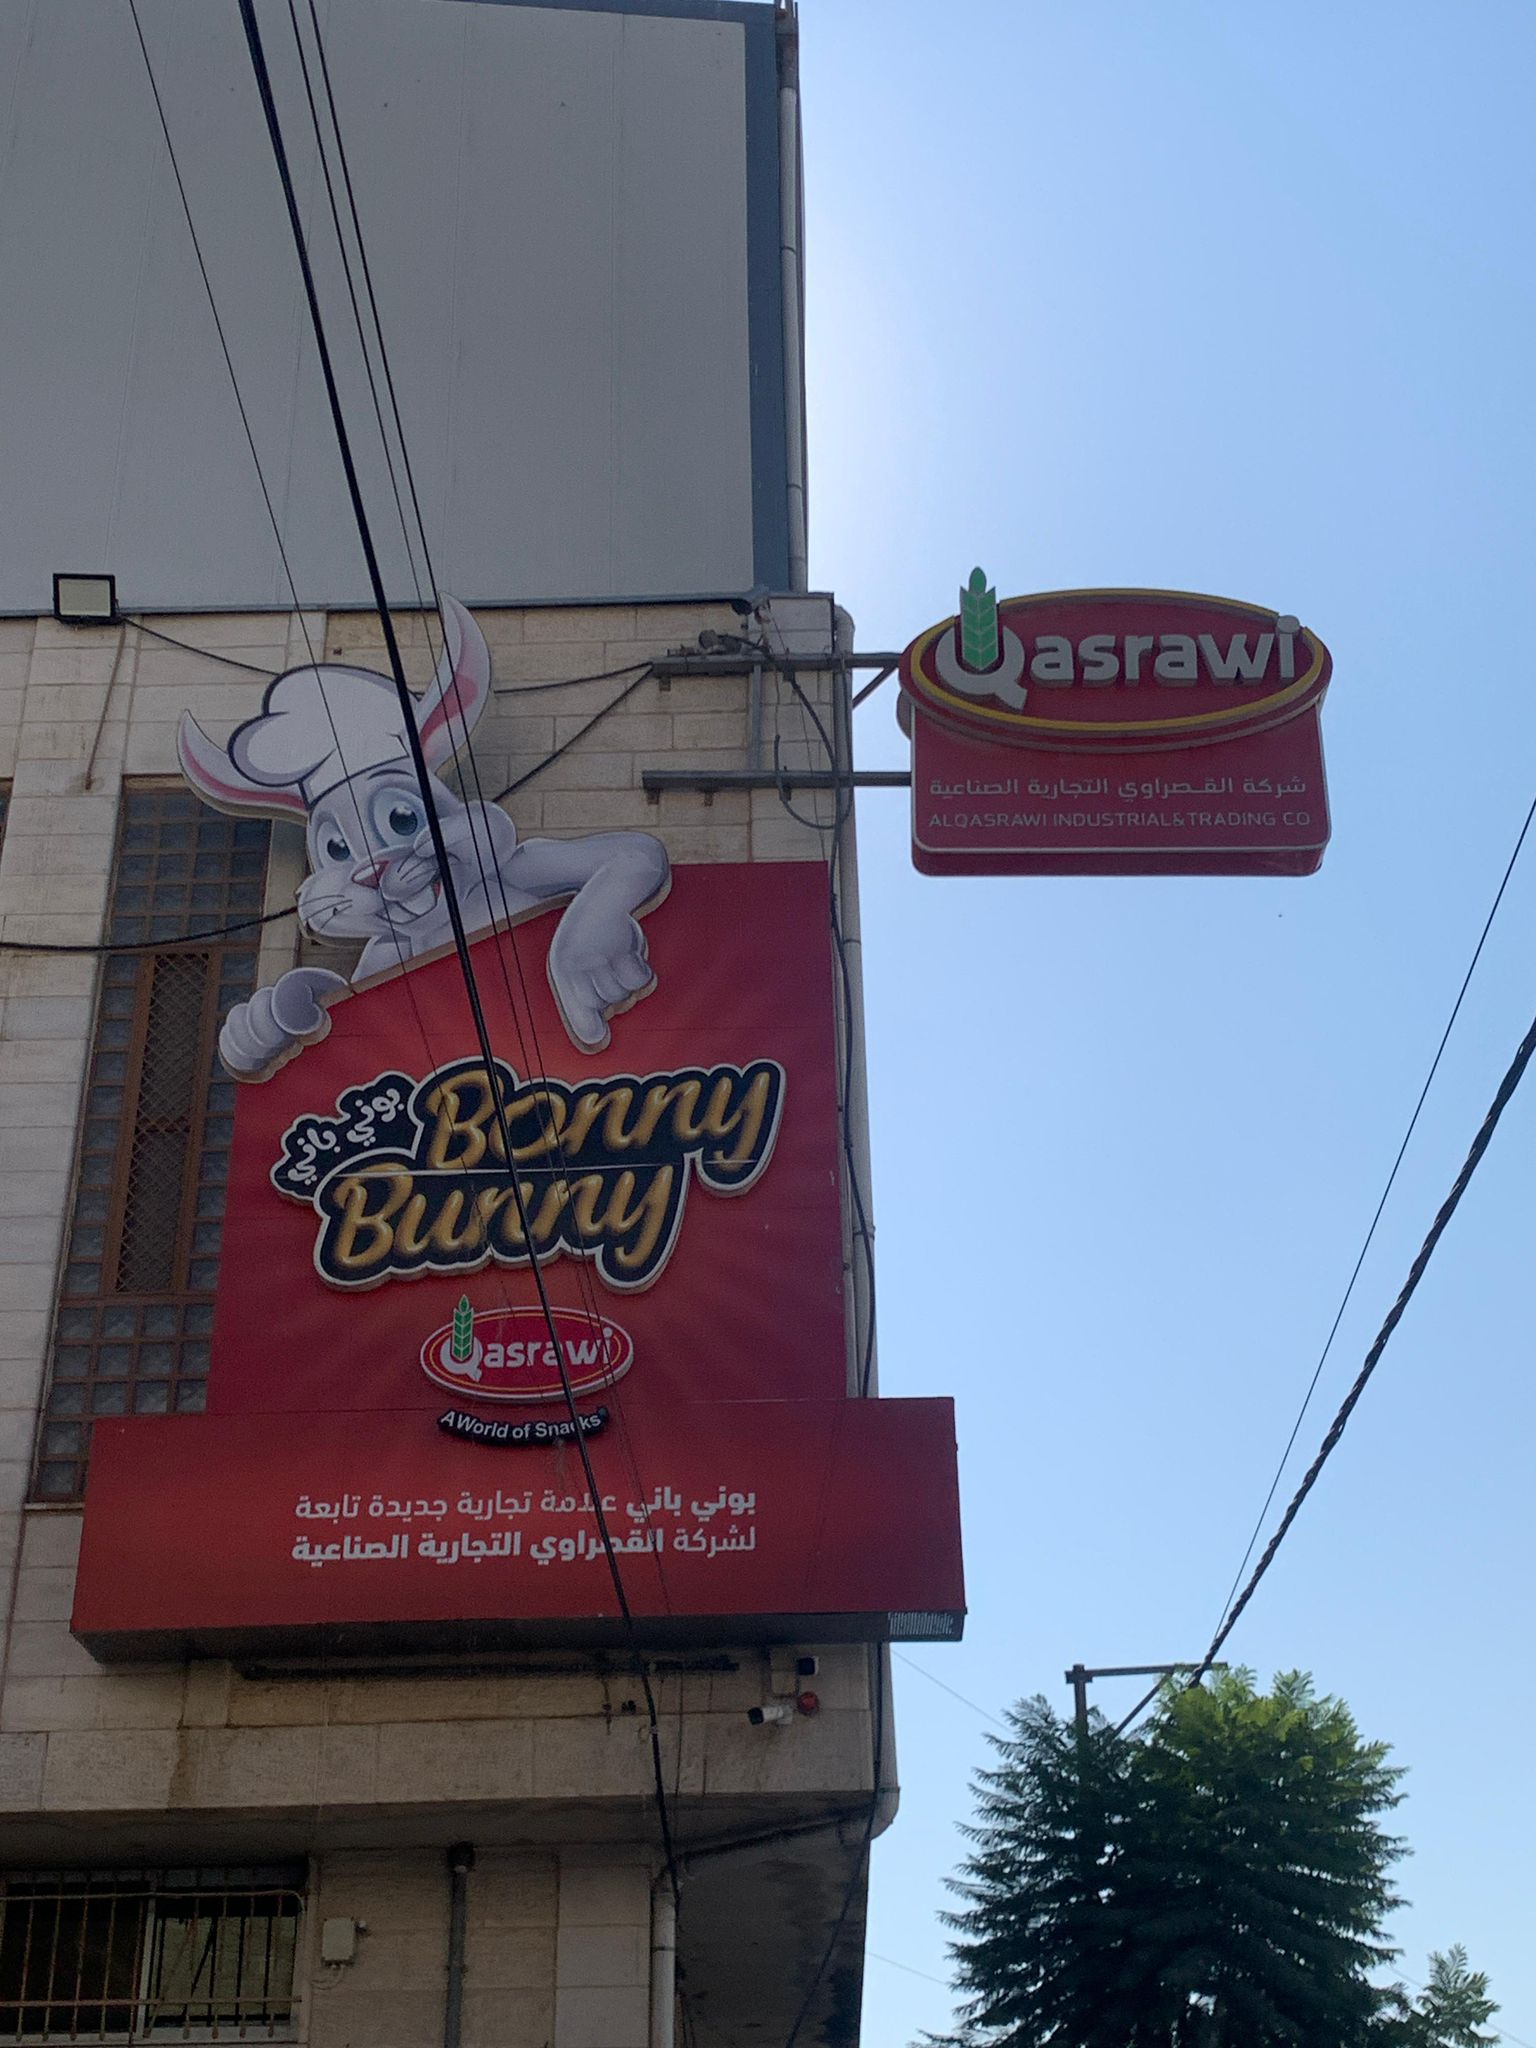 Qasrawi
شركة القصراوي التجارية الصناعية
ALQASRAWI INDUSTRIAL&TRADING CO
بوني باني
Bonny
Bunny
Qasrawi
A World of Snacks
بوني باني علامة تجارية جديدة تابعة
لشركة القصراوي التجارية الصناعية